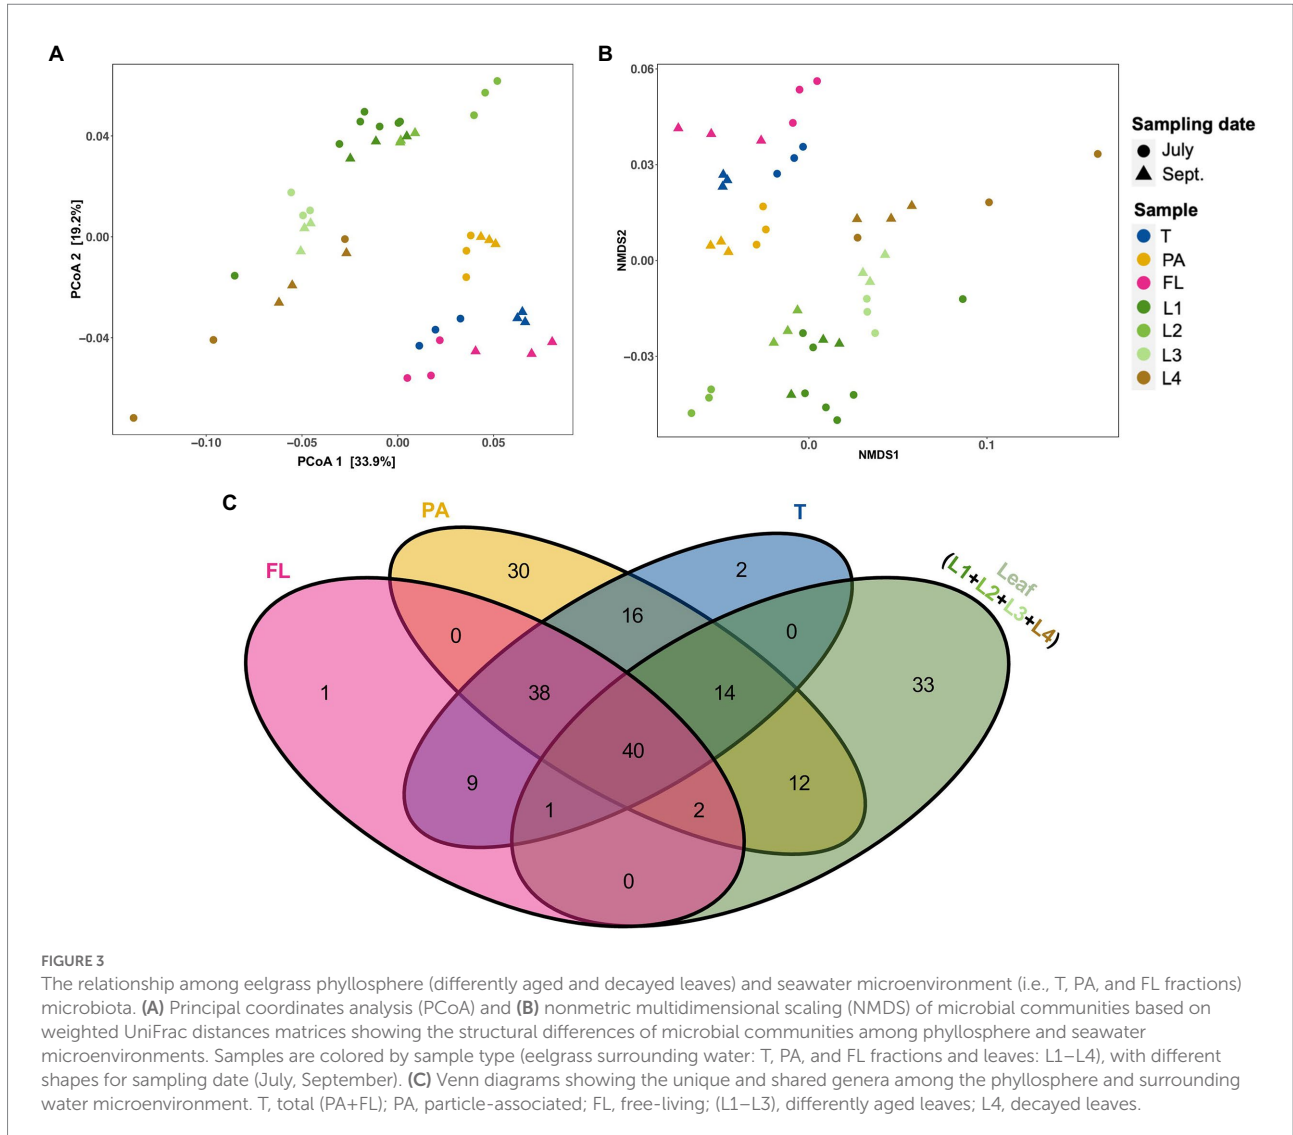 A
B
0.04
0.00
−0.04
PCoA 2 [19.2%]
−0.10
−0.05
0.00
0.05
PCoA 1 [33.9%]
0.06
0.03
0.00
−0.03
NMDS2
0.0
0.1
NMDS1
Sampling date
July
Sept.
Sample
T
PA
FL
L1
L2
L3
L4
C
FL
PA
T
Leaf
(L1+L2+L3+L4)
30
2
16
0
0
1
38
14
33
40
9
1
2
12
0
FIGURE 3
The relationship among eelgrass phyllosphere (differently aged and decayed leaves) and seawater microenvironment (i.e., T, PA, and FL fractions)
microbiota. (A) Principal coordinates analysis (PCoA) and (B) nonmetric multidimensional scaling (NMDS) of microbial communities based on
weighted UniFrac distances matrices showing the structural differences of microbial communities among phyllosphere and seawater
microenvironments. Samples are colored by sample type (eelgrass surrounding water: T, PA, and FL fractions and leaves: L1–L4), with different
shapes for sampling date (July, September). (C) Venn diagrams showing the unique and shared genera among the phyllosphere and surrounding
water microenvironment. T, total (PA+FL); PA, particle-associated; FL, free-living; (L1–L3), differently aged leaves; L4, decayed leaves.